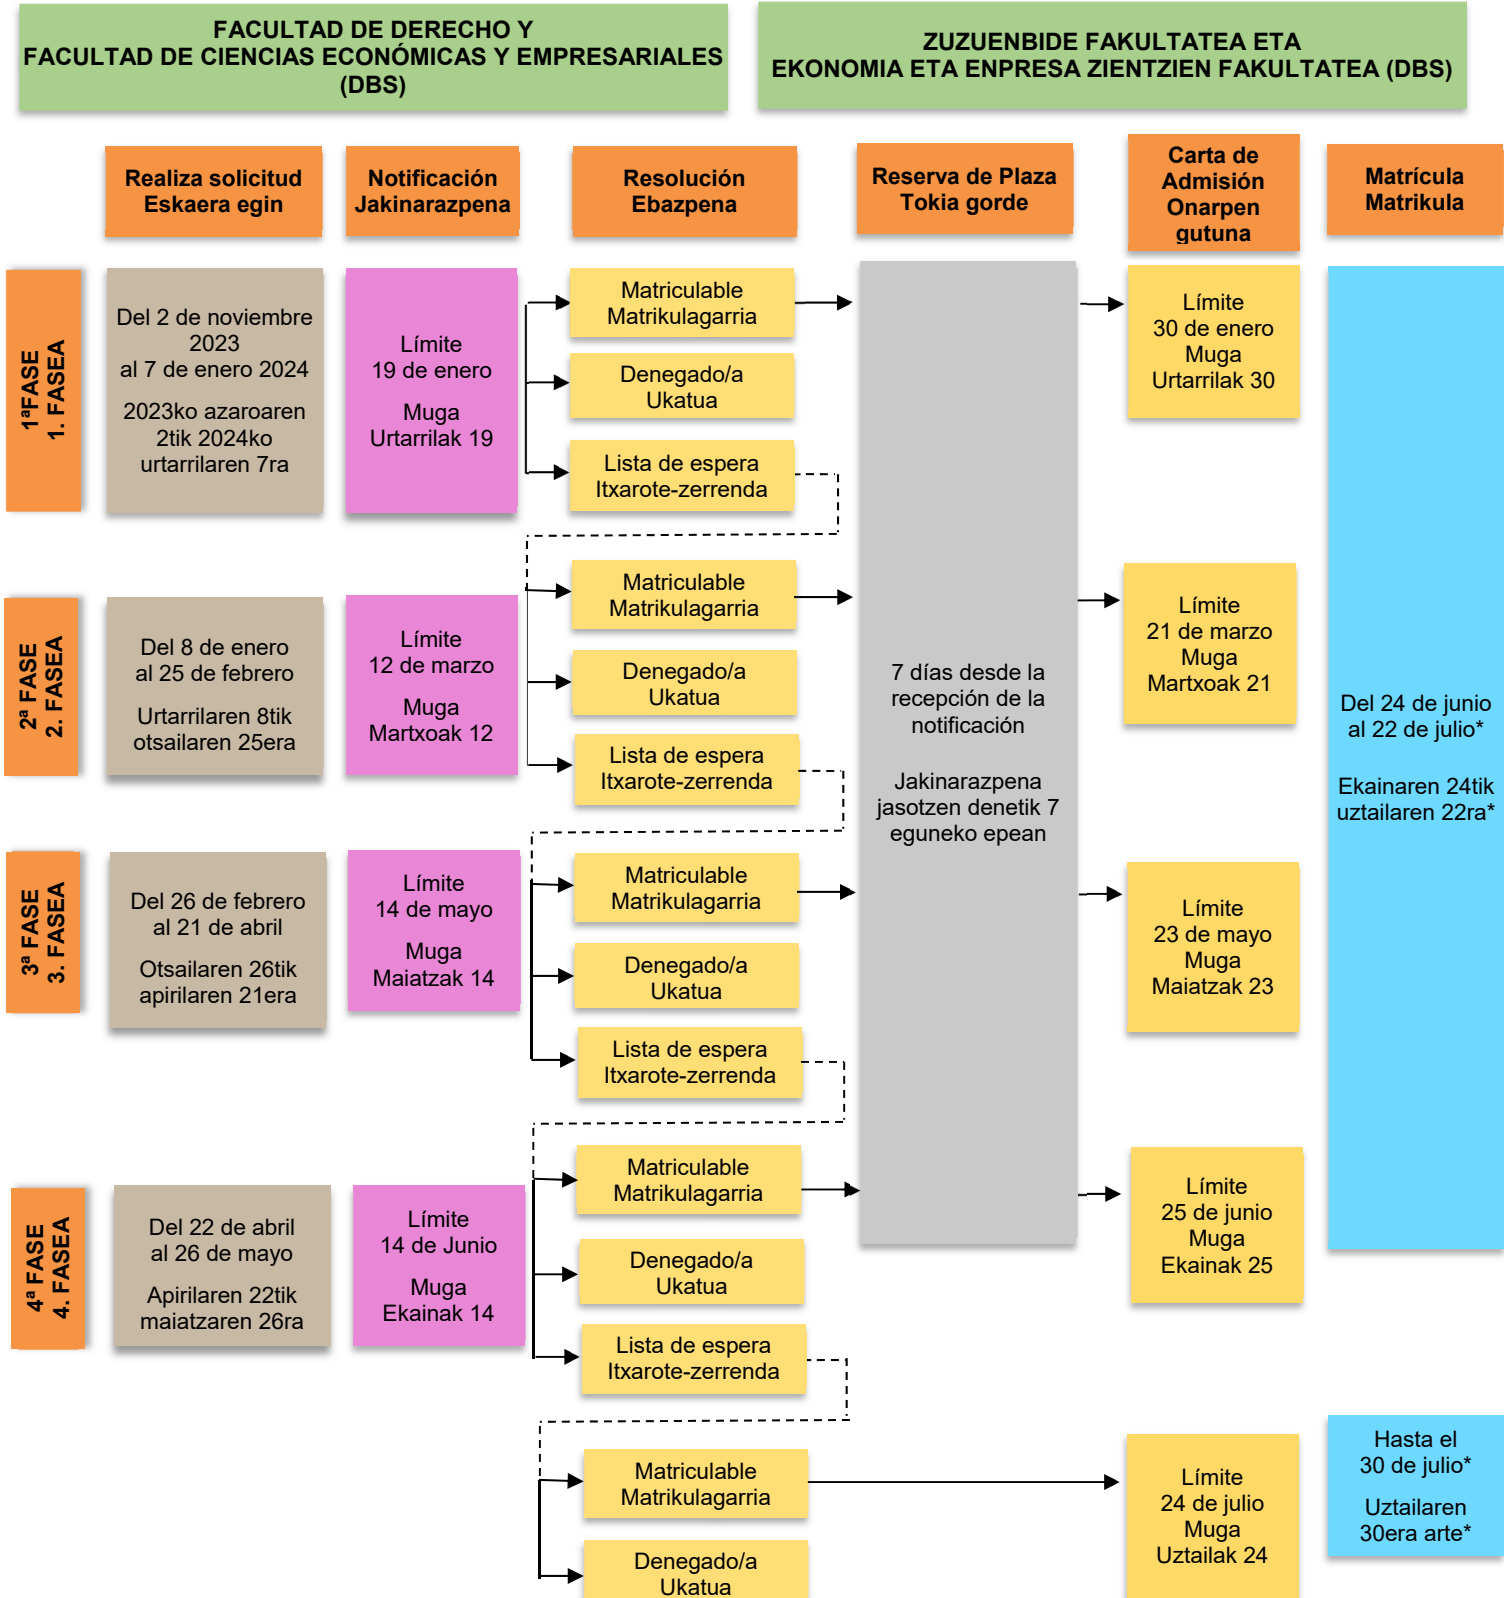 FACULTAD DE DERECHO Y
FACULTAD DE CIENCIAS ECONÓMICAS Y EMPRESARIALES
(DBS)
ZUZUENBIDE FAKULTATEA ETA
EKONOMIA ETA ENPRESA ZIENTZIEN FAKULTATEA (DBS)
Realiza solicitud
Eskaera egin
Notificación
Jakinarazpena
Resolución
Ebazpena
Reserva de Plaza
Tokia gorde
Carta de
Admisión
Onarpen
gutuna
Matrícula
Matrikula
1ªFASE
1. FASEA
Del 2 de noviembre
2023
al 7 de enero 2024
2023ko azaroaren
2tik 2024ko
urtarrilaren 7ra
Límite
19 de enero
Muga
Urtarrilak 19
Matriculable
Matrikulagarria
Denegado/a
Ukatua
Lista de espera
Itxarote-zerrenda
Límite
30 de enero
Muga
Urtarrilak 30
2ª FASE
2. FASEA
Del 8 de enero
al 25 de febrero
Urtarrilaren 8tik
otsailaren 25era
Límite
12 de marzo
Muga
Martxoak 12
Matriculable
Matrikulagarria
Denegado/a
Ukatua
Lista de espera
Itxarote-zerrenda
7 días desde la
recepción de la
notificación
Jakinarazpena
jasotzen denetik 7
eguneko epean
Límite
21 de marzo
Muga
Martxoak 21
Del 24 de junio
al 22 de julio*
Ekainaren 24tik
uztailaren 22ra*
3ª FASE
3. FASEA
Del 26 de febrero
al 21 de abril
Otsailaren 26tik
apirilaren 21era
Límite
14 de mayo
Muga
Maiatzak 14
Matriculable
Matrikulagarria
Denegado/a
Ukatua
Lista de espera
Itxarote-zerrenda
Límite
23 de mayo
Muga
Maiatzak 23
4ª FASE
4. FASEA
Del 22 de abril
al 26 de mayo
Apirilaren 22tik
maiatzaren 26ra
Límite
14 de Junio
Muga
Ekainak 14
Matriculable
Matrikulagarria
Denegado/a
Ukatua
Lista de espera
Itxarote-zerrenda
Límite
25 de junio
Muga
Ekainak 25
Matriculable
Matrikulagarria
Denegado/a
Ukatua
Límite
24 de julio
Muga
Uztailak 24
Hasta el
30 de julio*
Uztailaren
30era arte*